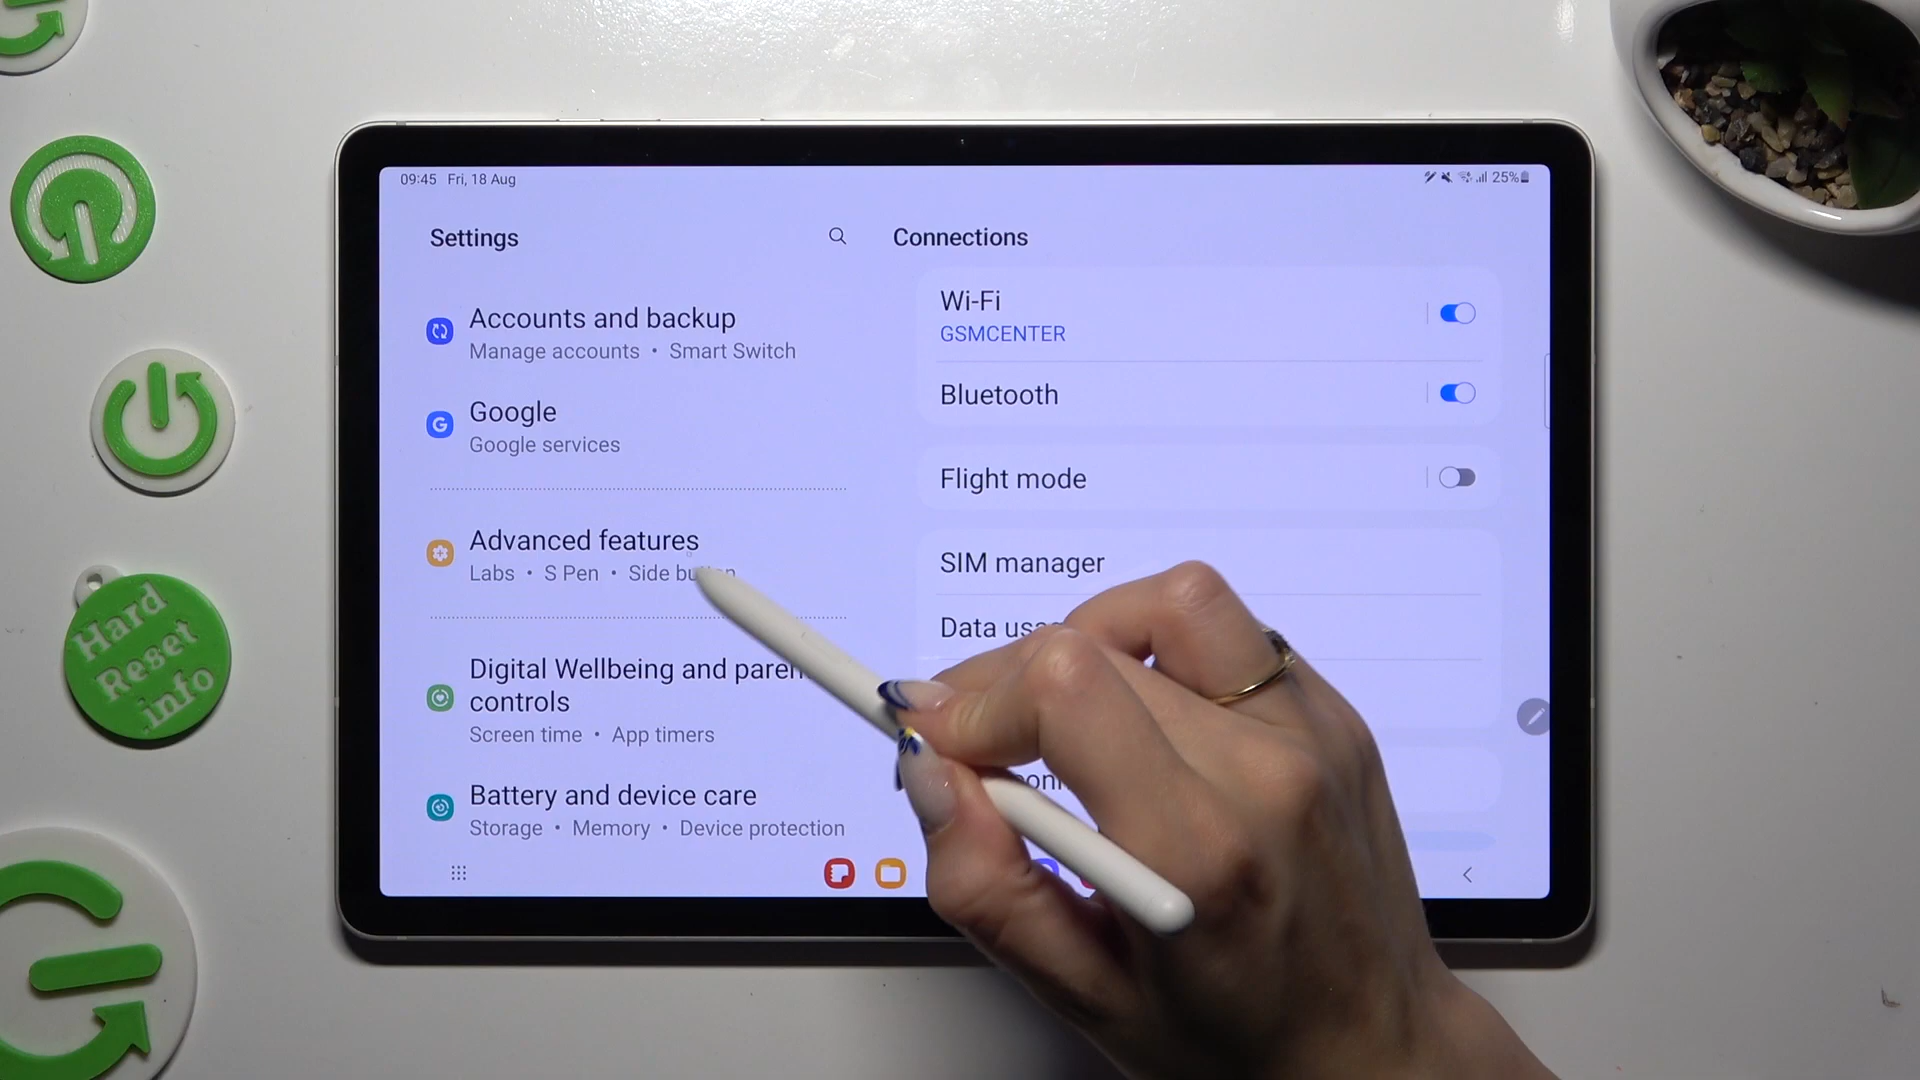 09:45 Fri, 18 Aug
25%
Settings
Accounts and backup
Manage accounts • Smart Switch
Google
Google services
Advanced features
Labs • S Pen • Side button
Digital Wellbeing and paren
controls
Screen time • App timers
Battery and device care
Storage • Memory • Device protection
Connections
Wi-Fi
GSMCENTER
Bluetooth
Flight mode
SIM manager
Data us
Hard
Reset
.info